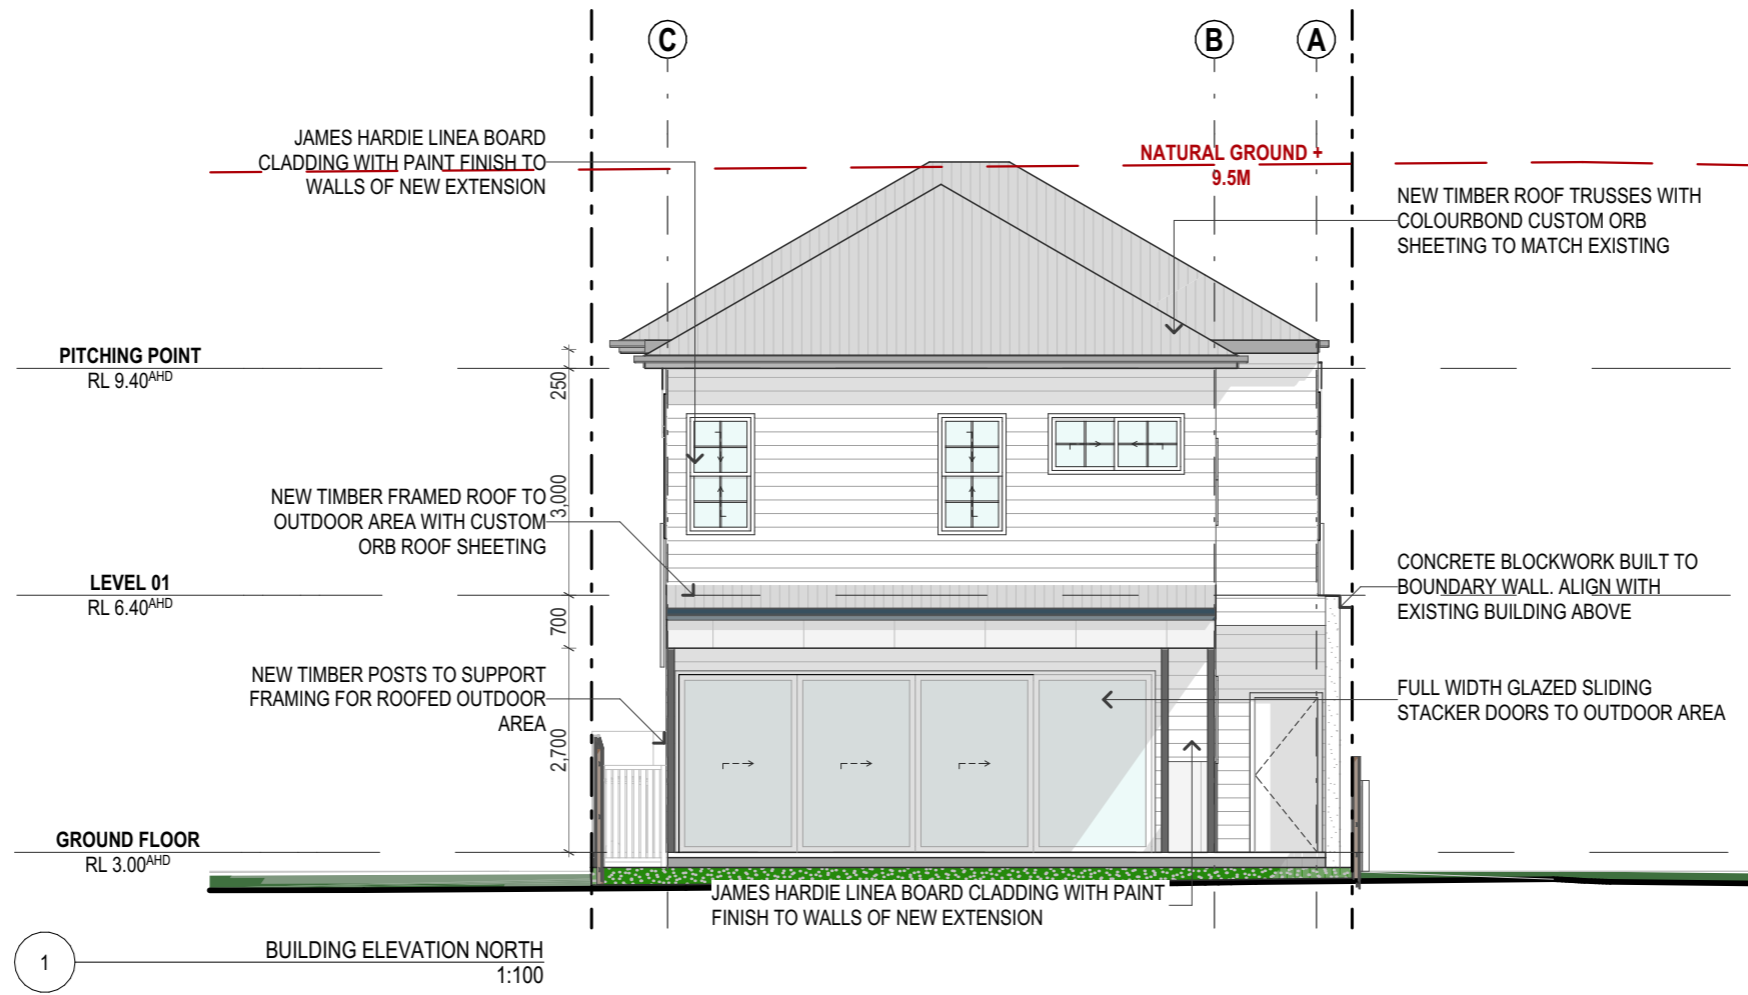 C
B
A
JAMES HARDIE LINEA BOARD
CLADDING WITH PAINT FINISH TO
WALLS OF NEW EXTENSION
NATURAL GROUND +
9.5M
NEW TIMBER ROOF TRUSSES WITH
COLOURBOND CUSTOM ORB
SHEETING TO MATCH EXISTING
PITCHING POINT
RL 9.40AHD
250
3,000
NEW TIMBER FRAMED ROOF TO
OUTDOOR AREA WITH CUSTOM
ORB ROOF SHEETING
LEVEL 01
RL 6.40AHD
700
CONCRETE BLOCKWORK BUILT TO
BOUNDARY WALL. ALIGN WITH
EXISTING BUILDING ABOVE
NEW TIMBER POSTS TO SUPPORT
FRAMING FOR ROOFED OUTDOOR
AREA
2,700
FULL WIDTH GLAZED SLIDING
STACKER DOORS TO OUTDOOR AREA
GROUND FLOOR
RL 3.00AHD
JAMES HARDIE LINEA BOARD CLADDING WITH PAINT
FINISH TO WALLS OF NEW EXTENSION
1
BUILDING ELEVATION NORTH
1:100